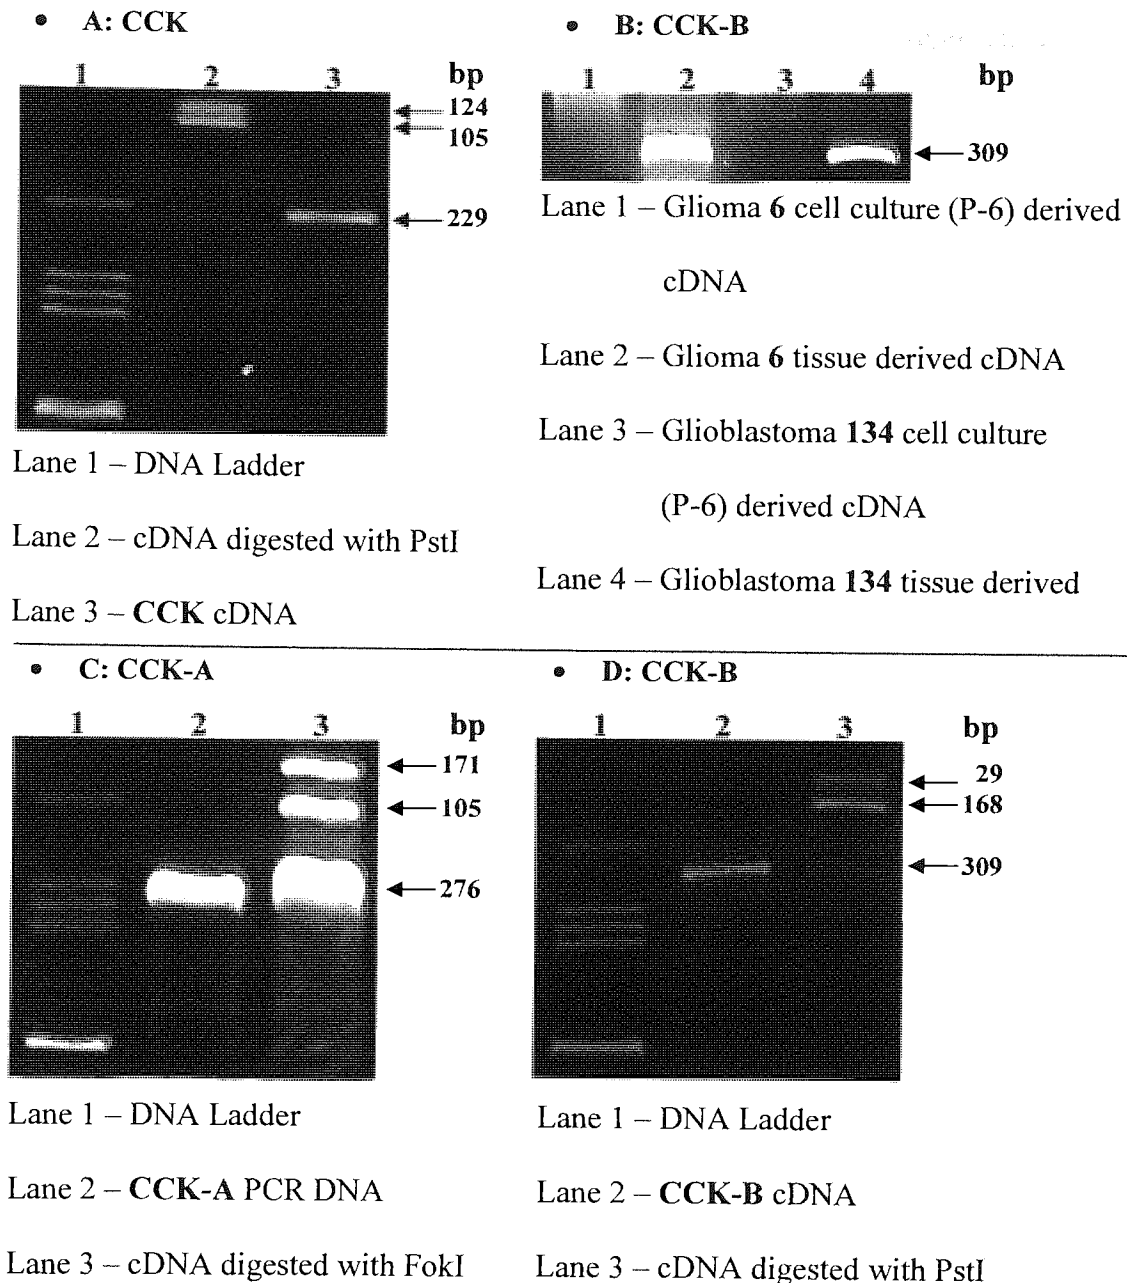 • A: CCK
1 2 3 bp
124
105
229
Lane 1 – DNA Ladder
Lane 2 – cDNA digested with PstI
Lane 3 – CCK cDNA
• B: CCK-B
1 2 3 4 bp
309
Lane 1 – Glioma 6 cell culture (P-6) derived
cDNA
Lane 2 – Glioma 6 tissue derived cDNA
Lane 3 – Glioblastoma 134 cell culture
(P-6) derived cDNA
Lane 4 – Glioblastoma 134 tissue derived
• C: CCK-A
1 2 3 bp
171
105
276
Lane 1 – DNA Ladder
Lane 2 – CCK-A PCR DNA
Lane 3 – cDNA digested with FokI
• D: CCK-B
1 2 3 bp
29
168
309
Lane 1 – DNA Ladder
Lane 2 – CCK-B cDNA
Lane 3 – cDNA digested with PstI